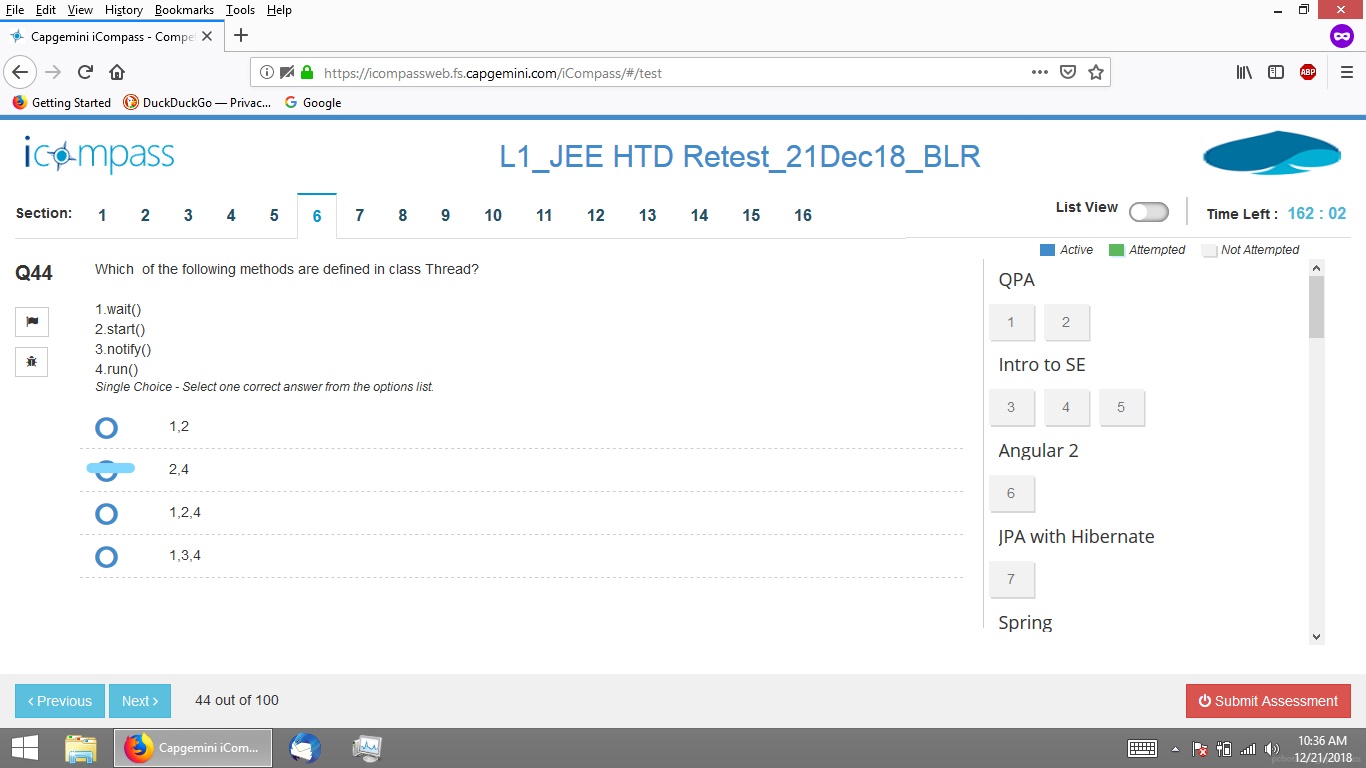 File Edit View History Bookmarks Tools Help
Capgemini iCompass - Compe
https://icompassweb.fs.capgemini.com/iCompass/#/test
ABP
Getting Started DuckDuckGo — Privac... Google
icompass
L1_JEE HTD Retest_21Dec18_BLR
Section: 1 2 3 4 5 6 7 8 9 10 11 12 13 14 15 16
List View
Time Left : 162 : 02
Active Attempted Not Attempted
Q44
Which of the following methods are defined in class Thread?
1.wait()
2.start()
3.notify()
4.run()
Single Choice - Select one correct answer from the options list.
1,2
2,4
1,2,4
1,3,4
QPA
1 2
Intro to SE
3 4 5
Angular 2
6
JPA with Hibernate
7
Spring
Previous Next 44 out of 100
Submit Assessment
Capgemini iCom...
10:36 AM
12/21/2018